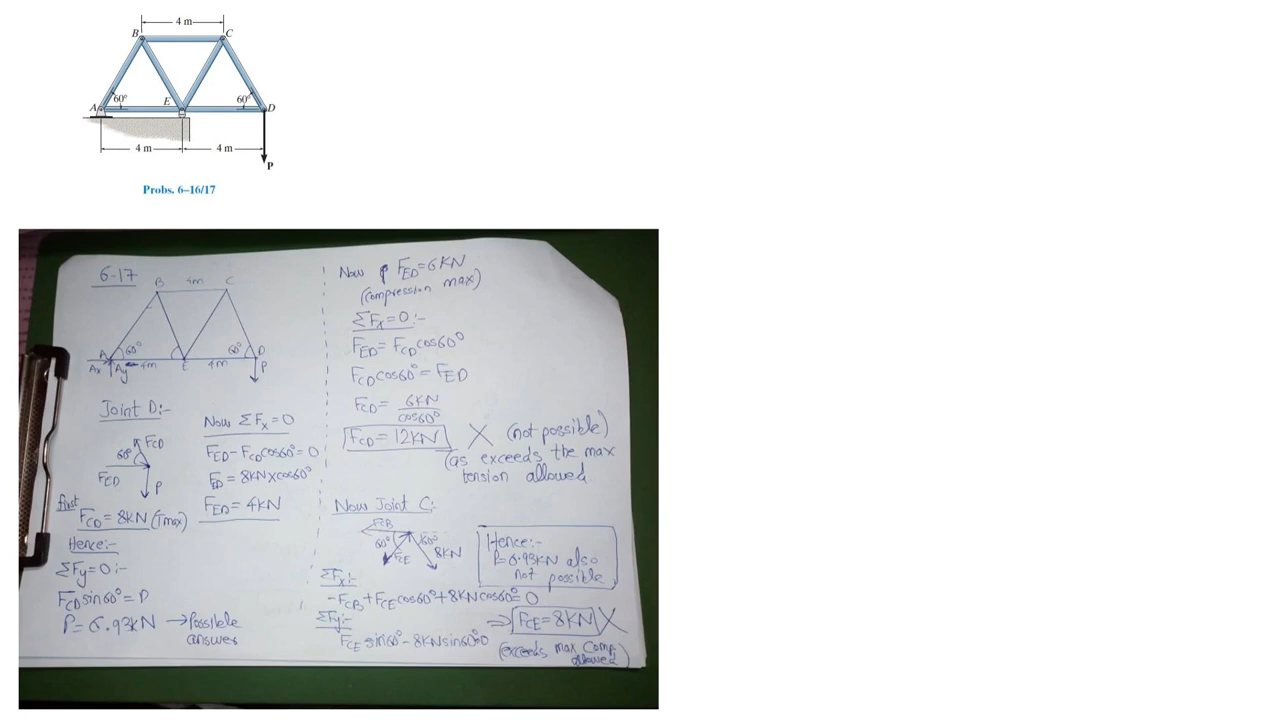 4 m
B
C
60°
60°
A
E
D
4 m
4 m
P
Probs. 6–16/17
6-17
B 4m C
A 60° 60° D
Ax Ay 4m E 4m P
Joint D:-
FCD
60°
FED
P
first
FCD = 8KN (Tmax)
Hence:-
ΣFy=0:-
FCD sin60° = P
P = 6.93KN → Possible
answer
Now ΣFx = 0
FED - FCD cos60° = 0
FED = 8KN x cos60°
FED = 4KN
Now FED = 6KN
(compression max)
ΣFx = 0:-
FED = FCD cos60°
FCD cos60° = FED
FCD = 6KN
cos60°
FCD = 12KN X (not possible)
(as exceeds the max
tension allowed
Now Joint C:-
FCB
60° 60°
FCE 8KN
Hence:-
P=6.93KN also
not possible
ΣFx:-
-FCB + FCE cos60° + 8KN cos60° = 0
ΣFy:-
FCE sin60° - 8KN sin60=0
⇒ FCE = 8KN X
(exceeds max Comp.
allowed)